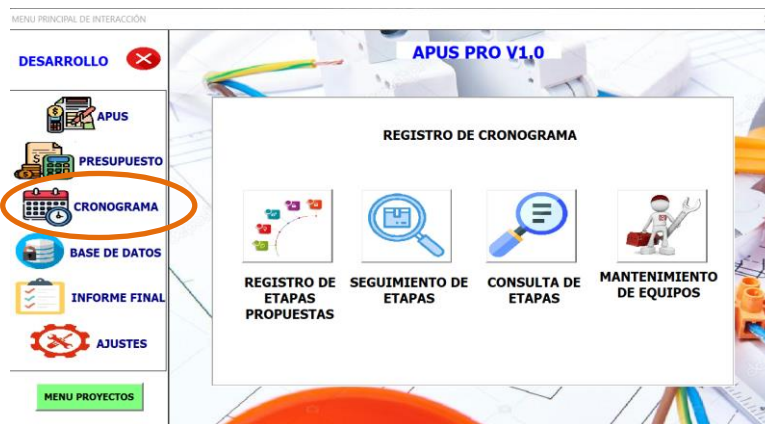 MENU PRINCIPAL DE INTERACCIÓN
DESARROLLO
APUS PRO V1,0
APUS
PRESUPUESTO
CRONOGRAMA
BASE DE DATOS
INFORME FINAL
AJUSTES
MENU PROYECTOS
REGISTRO DE CRONOGRAMA
REGISTRO DE
ETAPAS
PROPUESTAS
SEGUIMIENTO DE
ETAPAS
CONSULTA DE
ETAPAS
MANTENIMIENTO
DE EQUIPOS